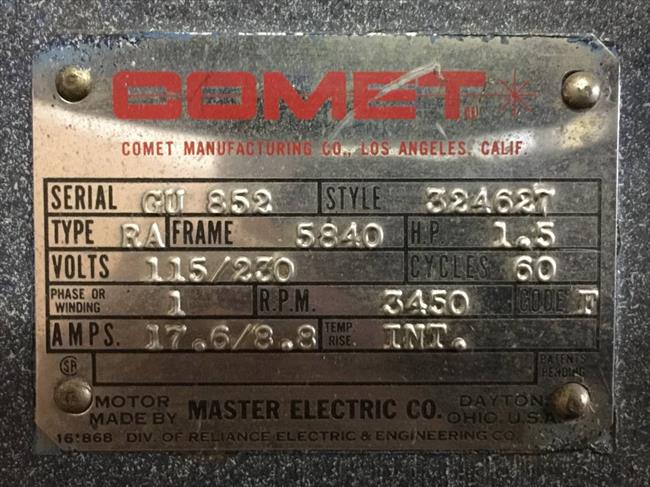 COMET
COMET MANUFACTURING CO., LOS ANGELES, CALIF.
SERIAL GU 852 STYLE 324627
TYPE RA FRAME 5840 H.P. 1.5
VOLTS 115/230 CYCLES 60
PHASE OR WINDING 1 R.P.M. 3450 CODE F
AMPS. 17.6/8.8 TEMP. RISE. INT.
PATENTS PENDING
MOTOR MADE BY MASTER ELECTRIC CO. DAYTON, OHIO, U.S.A.
DIV. OF RELIANCE ELECTRIC & ENGINEERING CO.